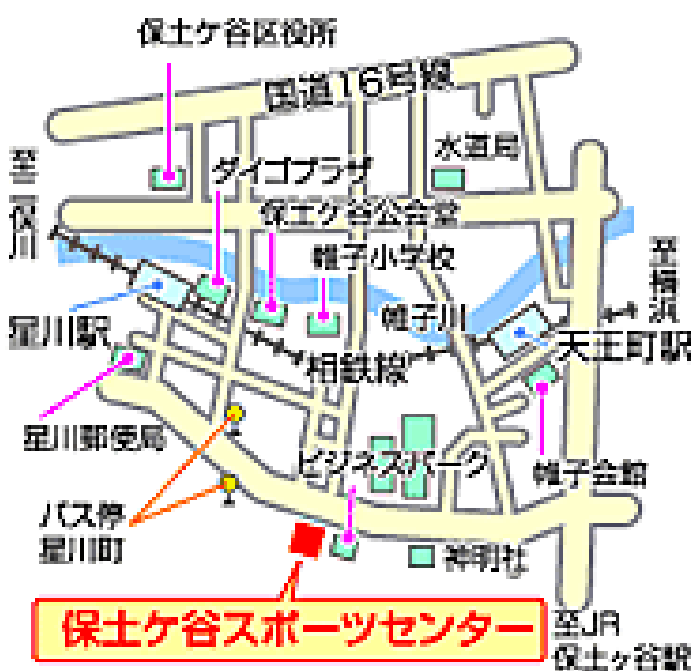 保土ケ谷区役所
国道16号線
水道局
至二俣川
ダイゴプラザ
保土ケ谷公会堂
帷子小学校
至横浜
星川駅
帷子川
天王町駅
相鉄線
星川郵便局
ビジネスパーク
帷子会館
バス停
星川町
神明社
保土ケ谷スポーツセンター
至JR
保土ヶ谷駅